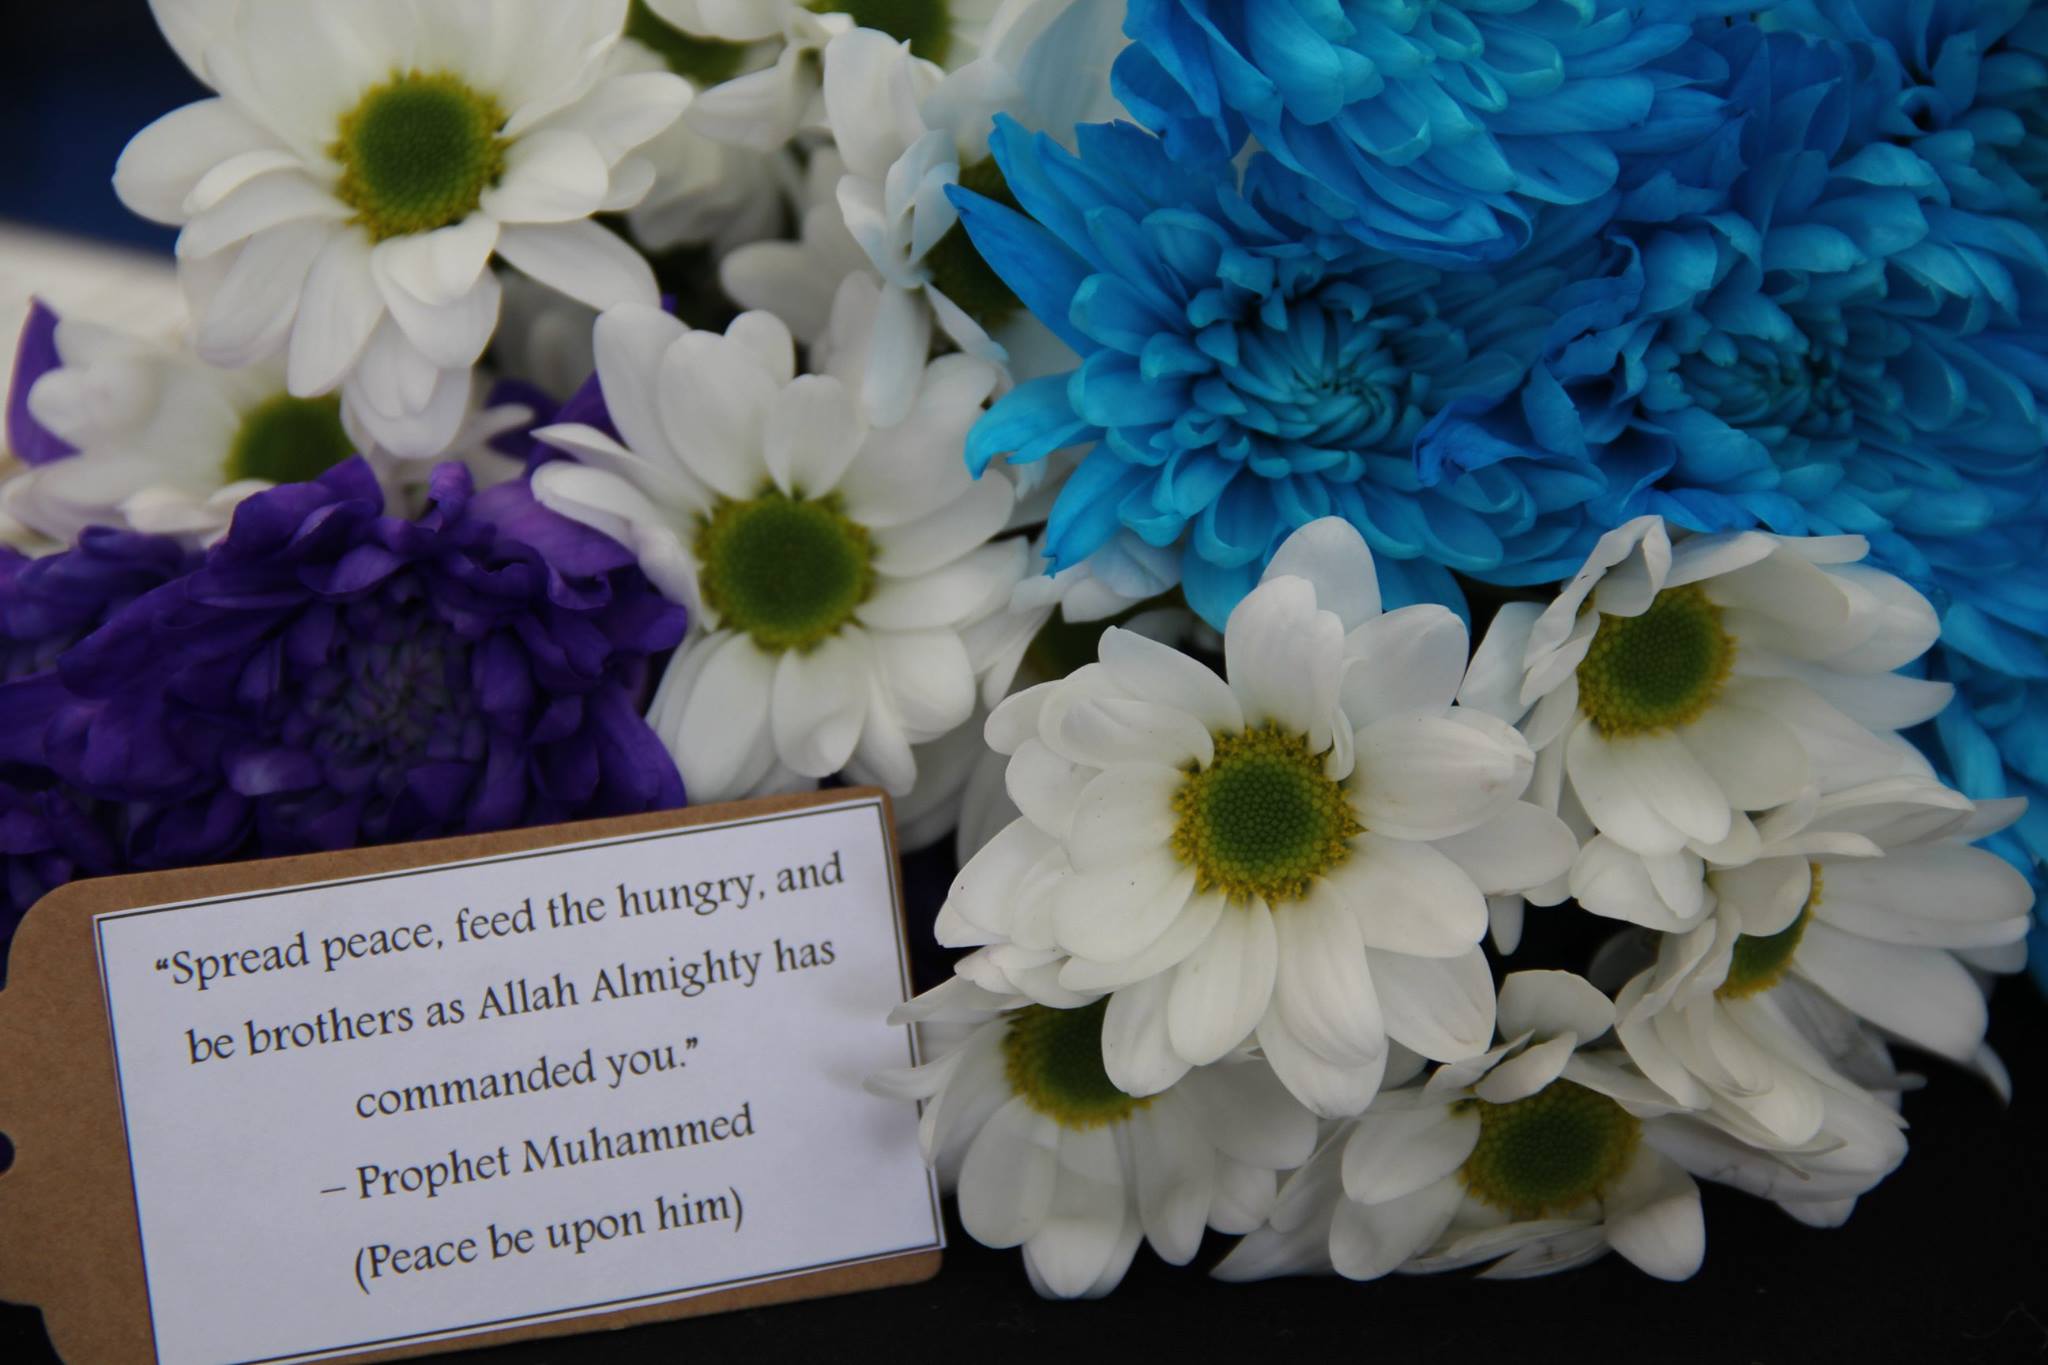 “Spread peace, feed the hungry, and
be brothers as Allah Almighty has
commanded you.”
– Prophet Muhammed
(Peace be upon him)